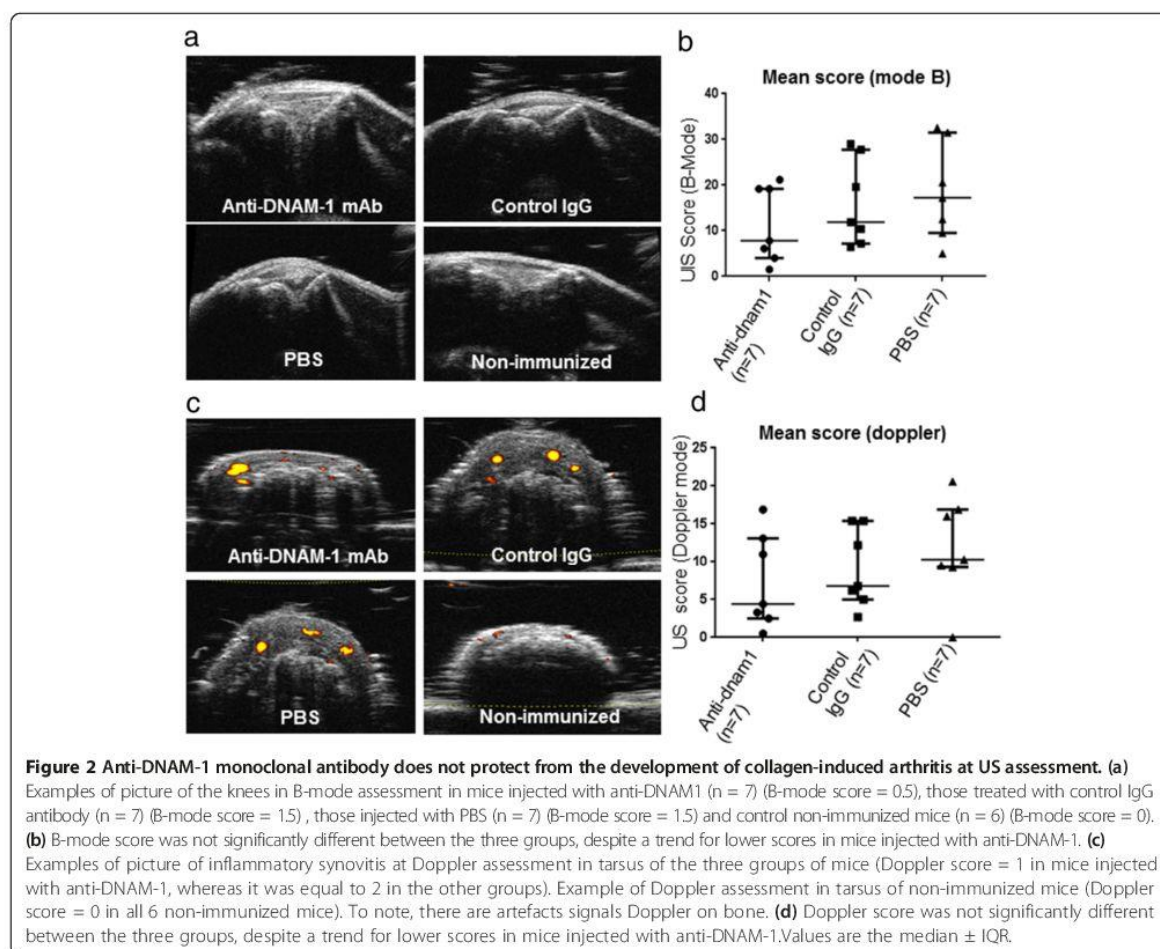 a
b
Anti-DNAM-1 mAb
Control IgG
PBS
Non-immunized
Mean score (mode B)
UIS Score (B-Mode)
40
30
20
10
0
Anti-dnam1
(n=7)
Control
IgG (n=7)
PBS (n=7)
c
d
Anti-DNAM-1 mAb
Control IgG
PBS
Non-immunized
Mean score (doppler)
US score (Doppler mode)
25
20
15
10
5
0
Anti-dnam1
(n=7)
Control
IgG (n=7)
PBS (n=7)
Figure 2 Anti-DNAM-1 monoclonal antibody does not protect from the development of collagen-induced arthritis at US assessment. (a)
Examples of picture of the knees in B-mode assessment in mice injected with anti-DNAM1 (n = 7) (B-mode score = 0.5), those treated with control IgG
antibody (n = 7) (B-mode score = 1.5) , those injected with PBS (n = 7) (B-mode score = 1.5) and control non-immunized mice (n = 6) (B-mode score = 0).
(b) B-mode score was not significantly different between the three groups, despite a trend for lower scores in mice injected with anti-DNAM-1. (c)
Examples of picture of inflammatory synovitis at Doppler assessment in tarsus of the three groups of mice (Doppler score = 1 in mice injected
with anti-DNAM-1, whereas it was equal to 2 in the other groups). Example of Doppler assessment in tarsus of non-immunized mice (Doppler
score = 0 in all 6 non-immunized mice). To note, there are artefacts signals Doppler on bone. (d) Doppler score was not significantly different
between the three groups, despite a trend for lower scores in mice injected with anti-DNAM-1.Values are the median ± IQR.